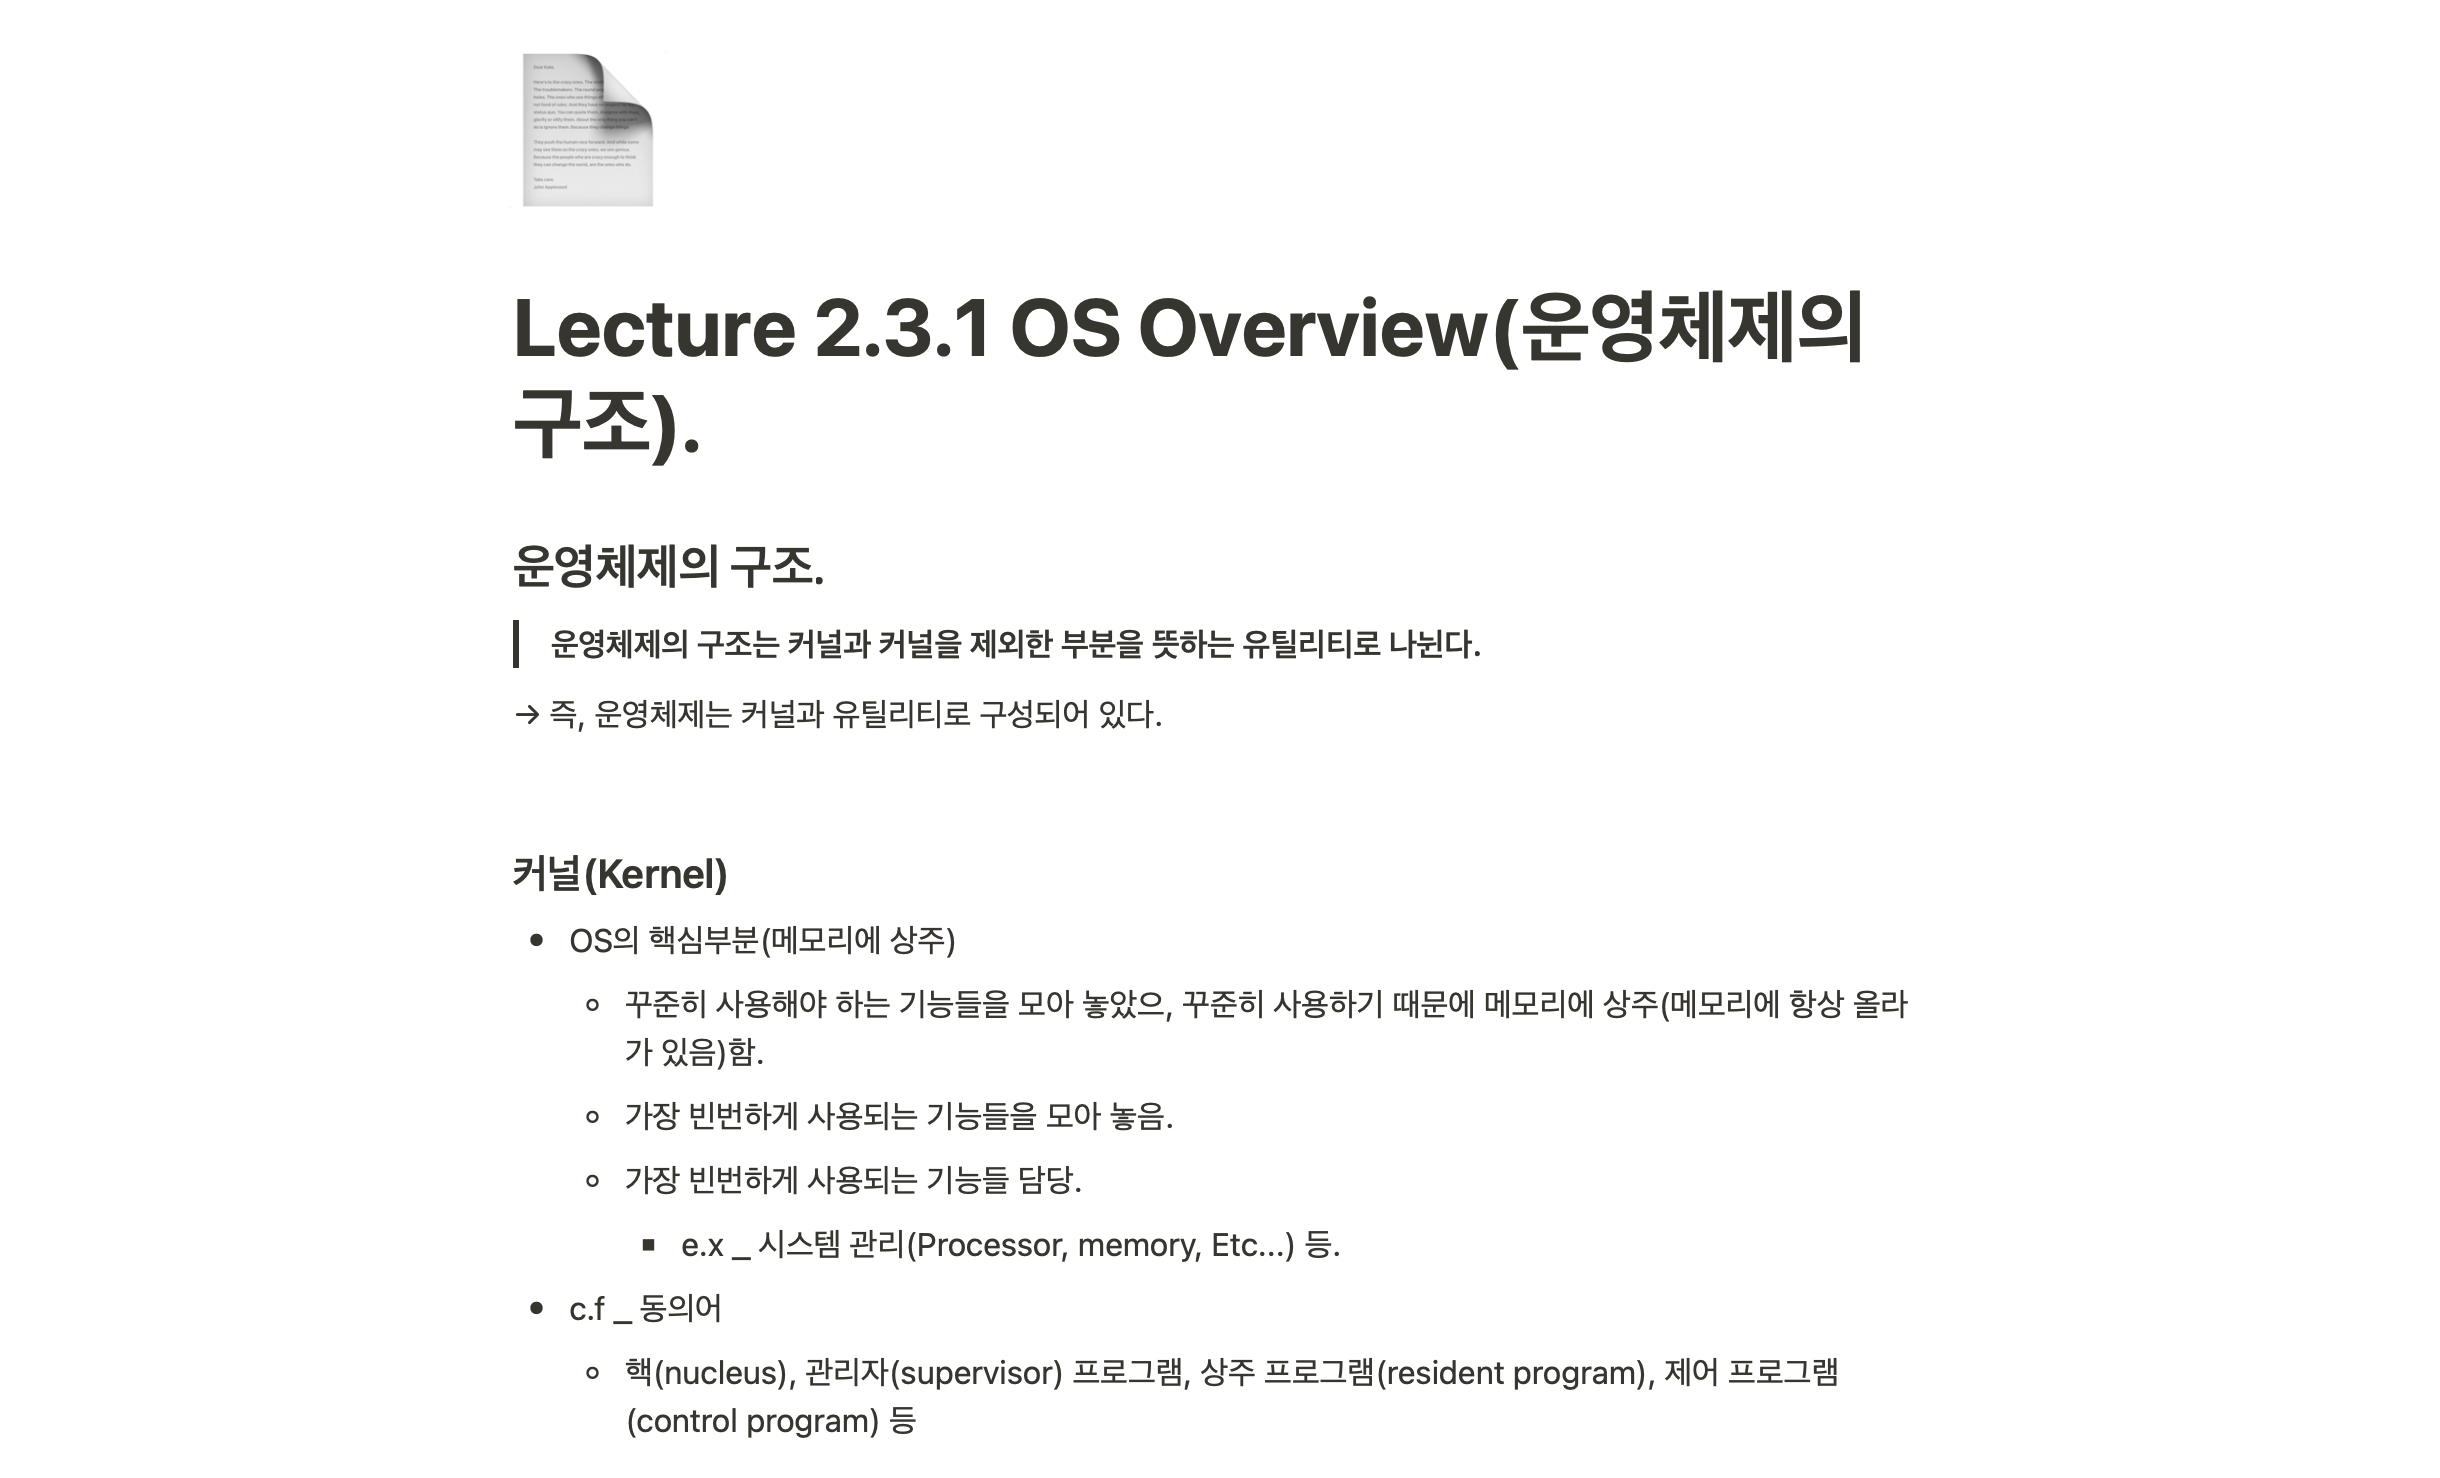 Lecture 2.3.1 OS Overview(운영체제의
구조).
운영체제의 구조.
운영체제의 구조는 커널과 커널을 제외한 부분을 뜻하는 유틸리티로 나뉜다.
→ 즉, 운영체제는 커널과 유틸리티로 구성되어 있다.
커널(Kernel)
• OS의 핵심부분(메모리에 상주)
◦ 꾸준히 사용해야 하는 기능들을 모아 놓았으, 꾸준히 사용하기 때문에 메모리에 상주(메모리에 항상 올라
가 있음)함.
◦ 가장 빈번하게 사용되는 기능들을 모아 놓음.
◦ 가장 빈번하게 사용되는 기능들 담당.
▪ e.x _ 시스템 관리(Processor, memory, Etc...) 등.
• c.f _ 동의어
◦ 핵(nucleus), 관리자(supervisor) 프로그램, 상주 프로그램(resident program), 제어 프로그램
(control program) 등